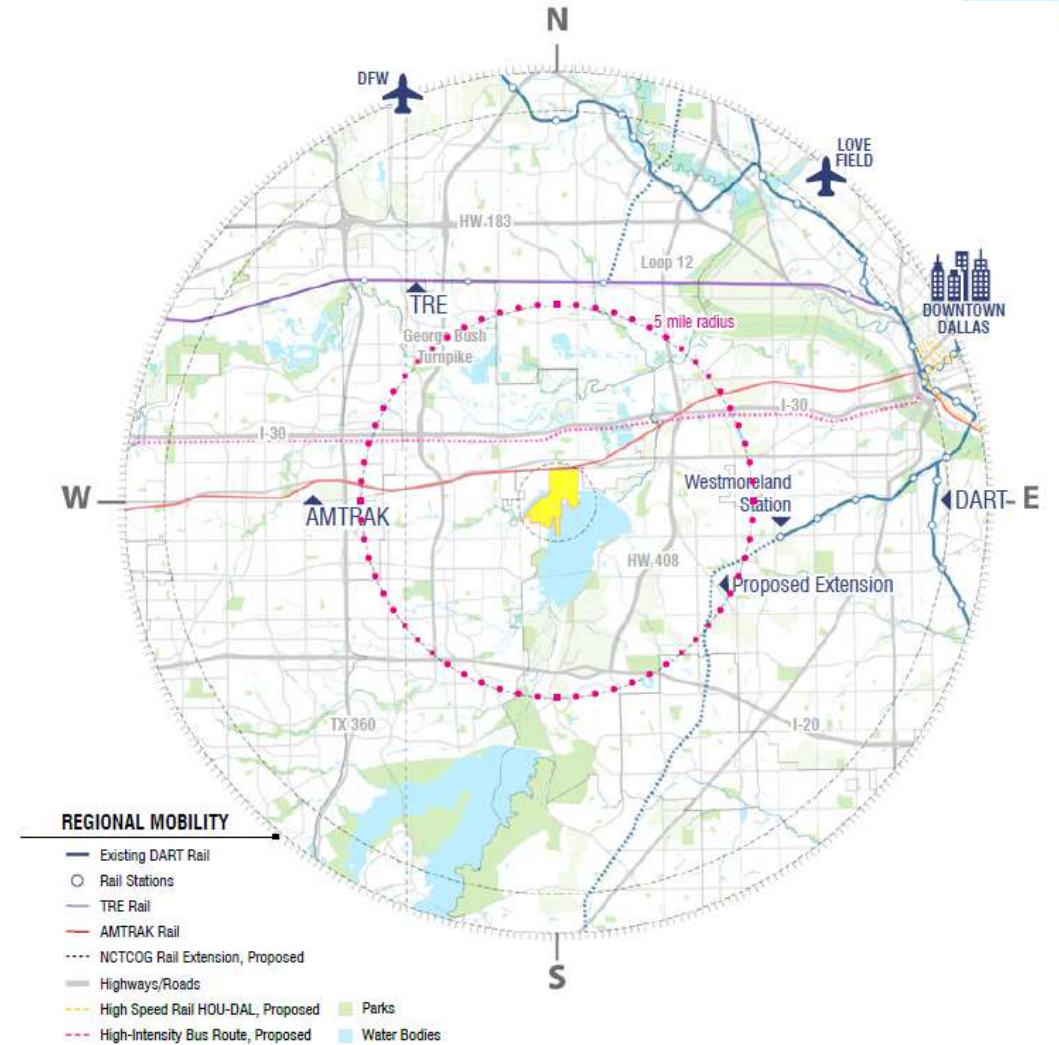 N
DFW
LOVE
FIELD
HW 183
Loop 12
DOWNTOWN
DALLAS
TRE
5 mile radius
George Bush
Turnpike
I-30
I-30
Westmoreland
Station
W
AMTRAK
DART
E
HW 408
Proposed Extension
TX 360
I-20
S
REGIONAL MOBILITY
Existing DART Rail
Rail Stations
TRE Rail
AMTRAK Rail
NCTCOG Rail Extension, Proposed
Highways/Roads
High Speed Rail HOU-DAL, Proposed
Parks
High-Intensity Bus Route, Proposed
Water Bodies